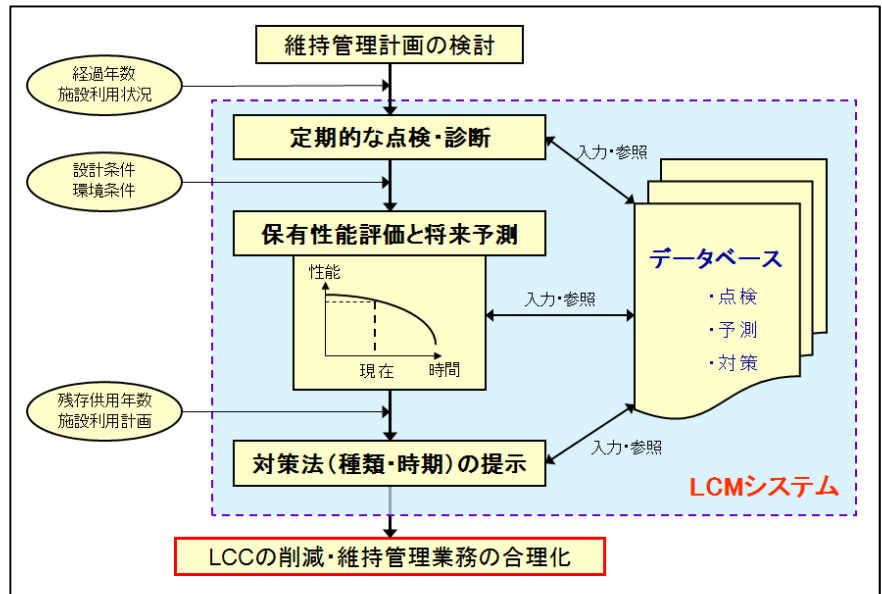 維持管理計画の検討
経過年数
施設利用状況
定期的な点検・診断
入力・参照
設計条件
環境条件
保有性能評価と将来予測
性能
現在
時間
入力・参照
データベース
・点検
・予測
・対策
残存供用年数
施設利用計画
対策法（種類・時期）の提示
入力・参照
LCMシステム
LCCの削減・維持管理業務の合理化